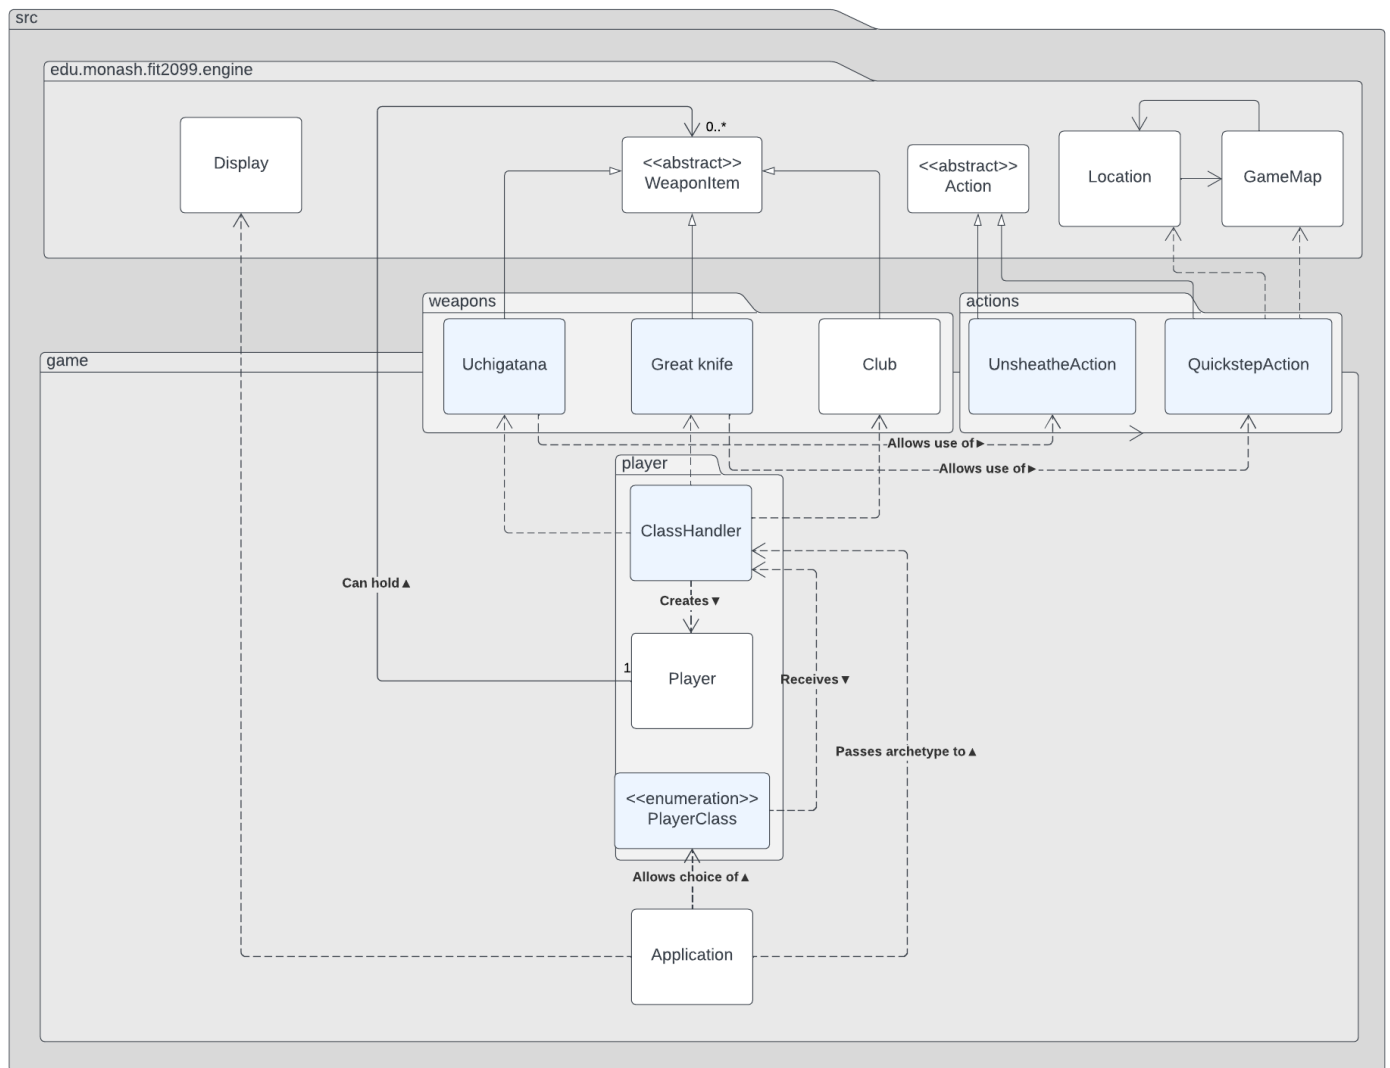 src
edu.monash.fit2099.engine
0..*
Display
<<abstract>>
WeaponItem
<<abstract>>
Action
Location
GameMap
weapons
actions
game
Uchigatana
Great knife
Club
UnsheatheAction
QuickstepAction
Allows use of►
Allows use of►
player
ClassHandler
Can hold▲
Creates▼
1
Player
Receives▼
Passes archetype to▲
<<enumeration>>
PlayerClass
Allows choice of▲
Application